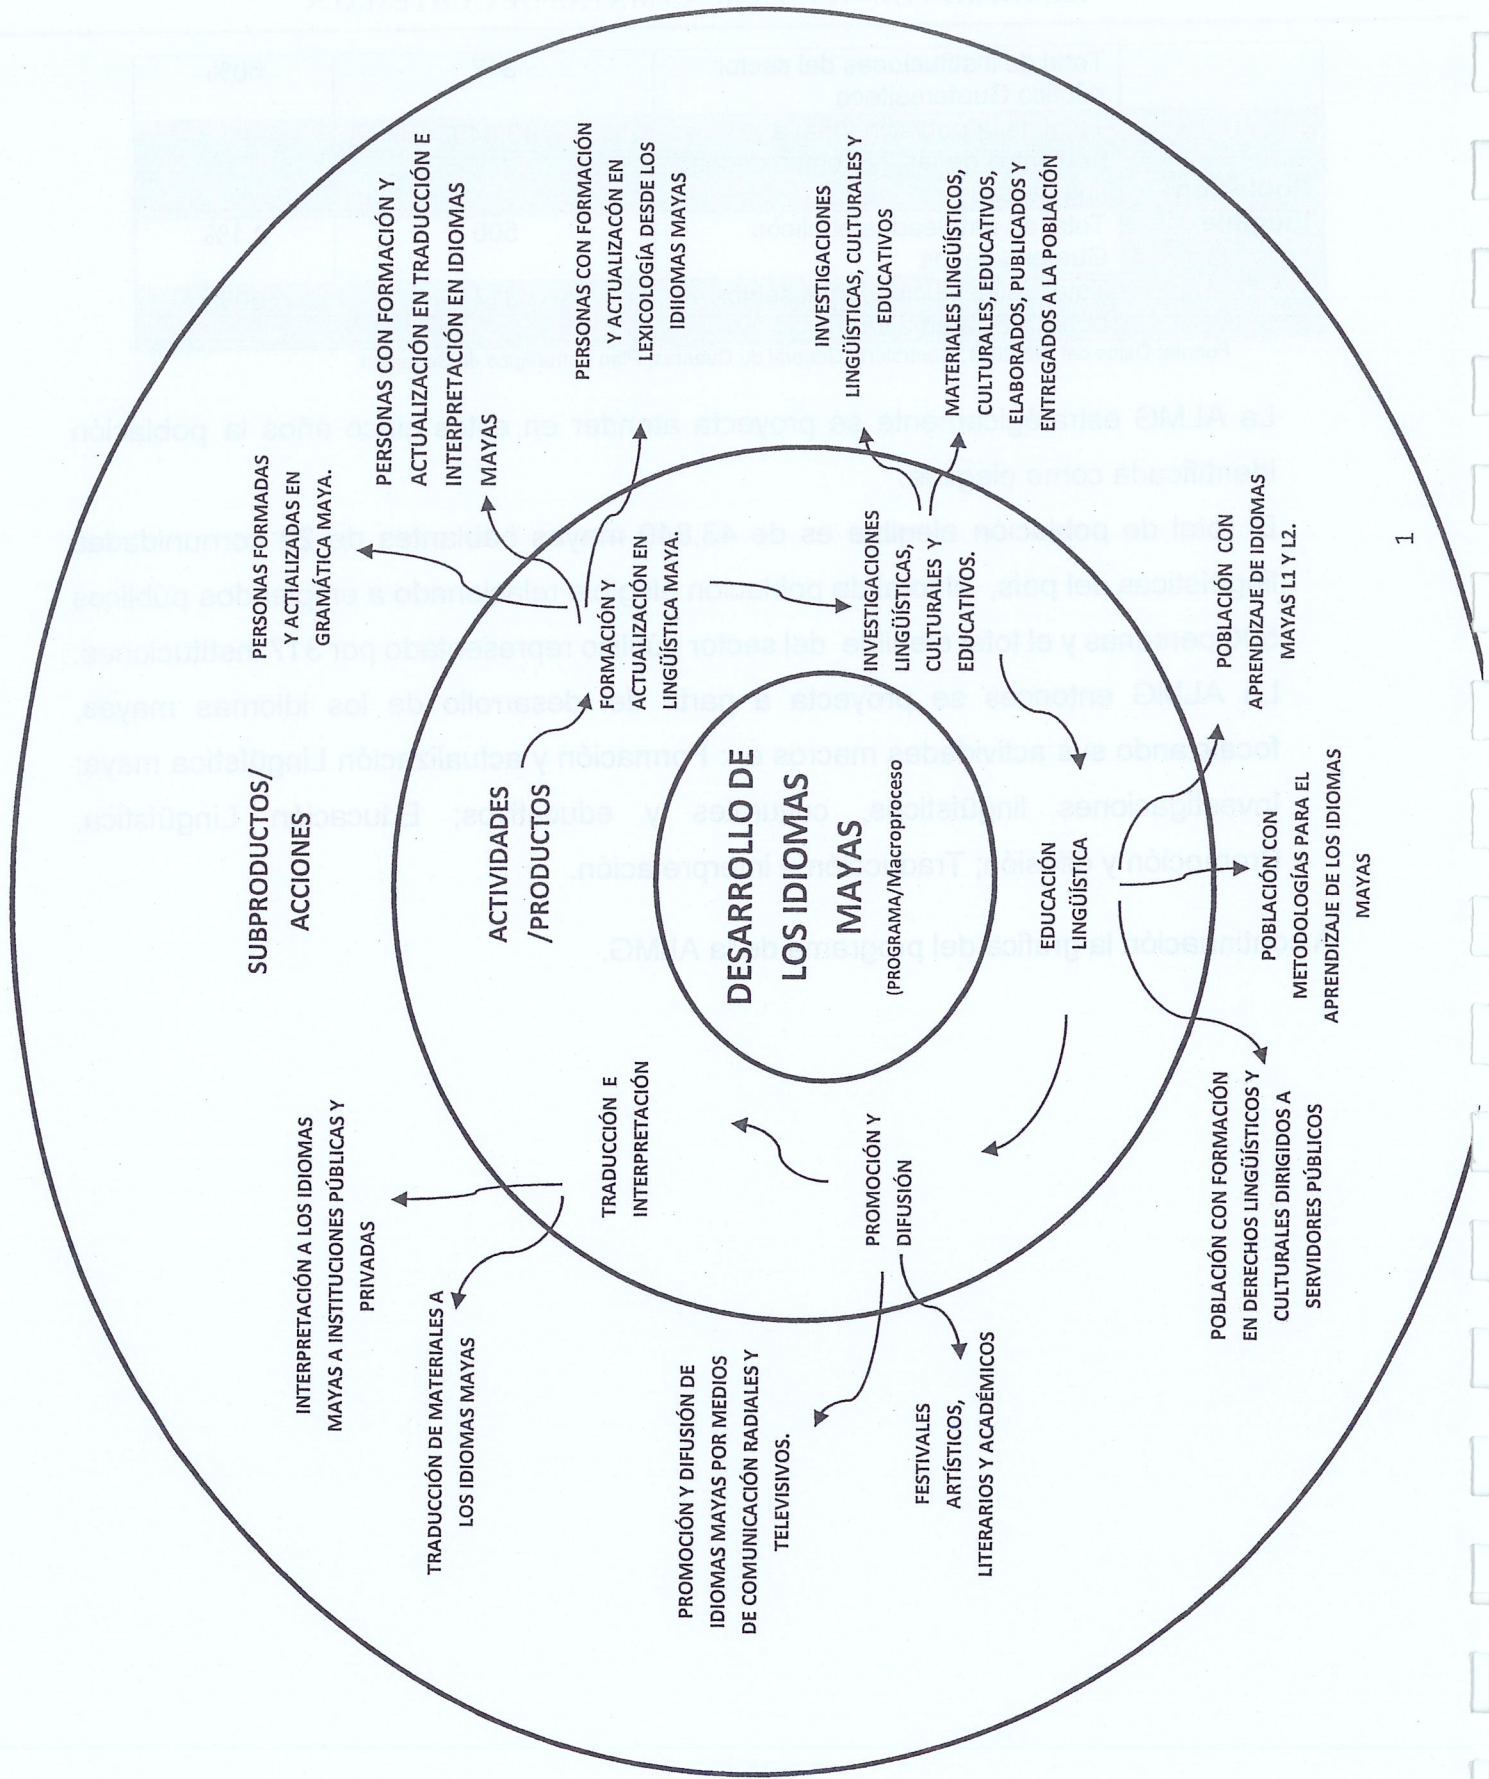 SUBPRODUCTOS/
ACCIONES
PERSONAS FORMADAS
Y ACTIALIZADAS EN
GRAMÁTICA MAYA.
PERSONAS CON FORMACIÓN Y
ACTUALIZACIÓN EN TRADUCCIÓN E
INTERPRETACIÓN EN IDIOMAS
MAYAS
PERSONAS CON FORMACIÓN
Y ACTUALIZACÓN EN
LEXICOLOGÍA DESDE LOS
IDIIOMAS MAYAS
INVESTIGACIONES
LINGÜÍSTICAS, CULTURALES Y
EDUCATIVOS
MATERIALES LINGÜÍSTICOS,
CULTURALES, EDUCATIVOS,
ELABORADOS, PUBLICADOS Y
ENTREGADOS A LA POBLACIÓN
ACTIVIDADES
/PRODUCTOS
FORMACIÓN Y
ACTUALIZACIÓN EN
LINGÜÍSTICA MAYA.
INVESTIGACIONES
LINGÜÍSTICAS,
CULTURALES Y
EDUCATIVOS.
DESARROLLO DE
LOS IDIOMAS
MAYAS
(PROGRAMA/Macroproceso)
EDUCACIÓN
LINGÜÍSTICA
POBLACIÓN CON
APRENDIZAJE DE IDIOMAS
MAYAS L1 Y L2.
POBLACIÓN CON
METODOLOGÍAS PARA EL
APRENDIZAJE DE LOS IDIOMAS
MAYAS
POBLACIÓN CON FORMACIÓN
EN DERECHOS LINGÜÍSTICOS Y
CULTURALES DIRIGIDOS A
SERVIDORES PÚBLICOS
PROMOCIÓN Y
DIFUSIÓN
FESTIVALES
ARTÍSTICOS,
LITERARIOS Y ACADÉMICOS
PROMOCIÓN Y DIFUSIÓN DE
IDIOMAS MAYAS POR MEDIOS
DE COMUNICACIÓN RADIALES Y
TELEVISIVOS.
TRADUCCIÓN E
INTERPRETACIÓN
TRADUCCIÓN DE MATERIALES A
LOS IDIOMAS MAYAS
INTERPRETACIÓN A LOS IDIOMAS
MAYAS A INSTITUCIONES PÚBLICAS Y
PRIVADAS
1